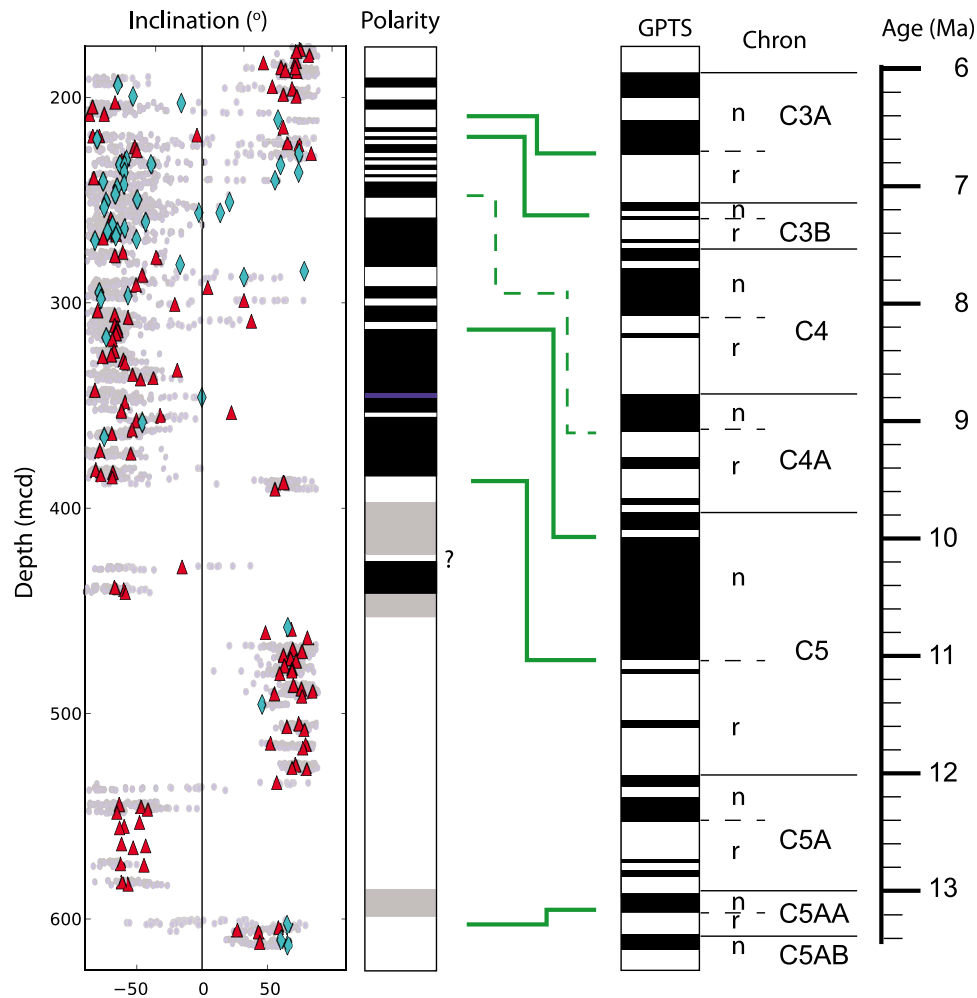 Inclination (°)
Polarity
GPTS
Chron
Age (Ma)
Depth (mcd)
200
300
400
500
600
−50
0
50
?
n
C3A
r
n
C3B
r
n
C4
r
n
C4A
r
n
C5
r
n
C5A
r
n
C5AA
r
n
C5AB
6
7
8
9
10
11
12
13